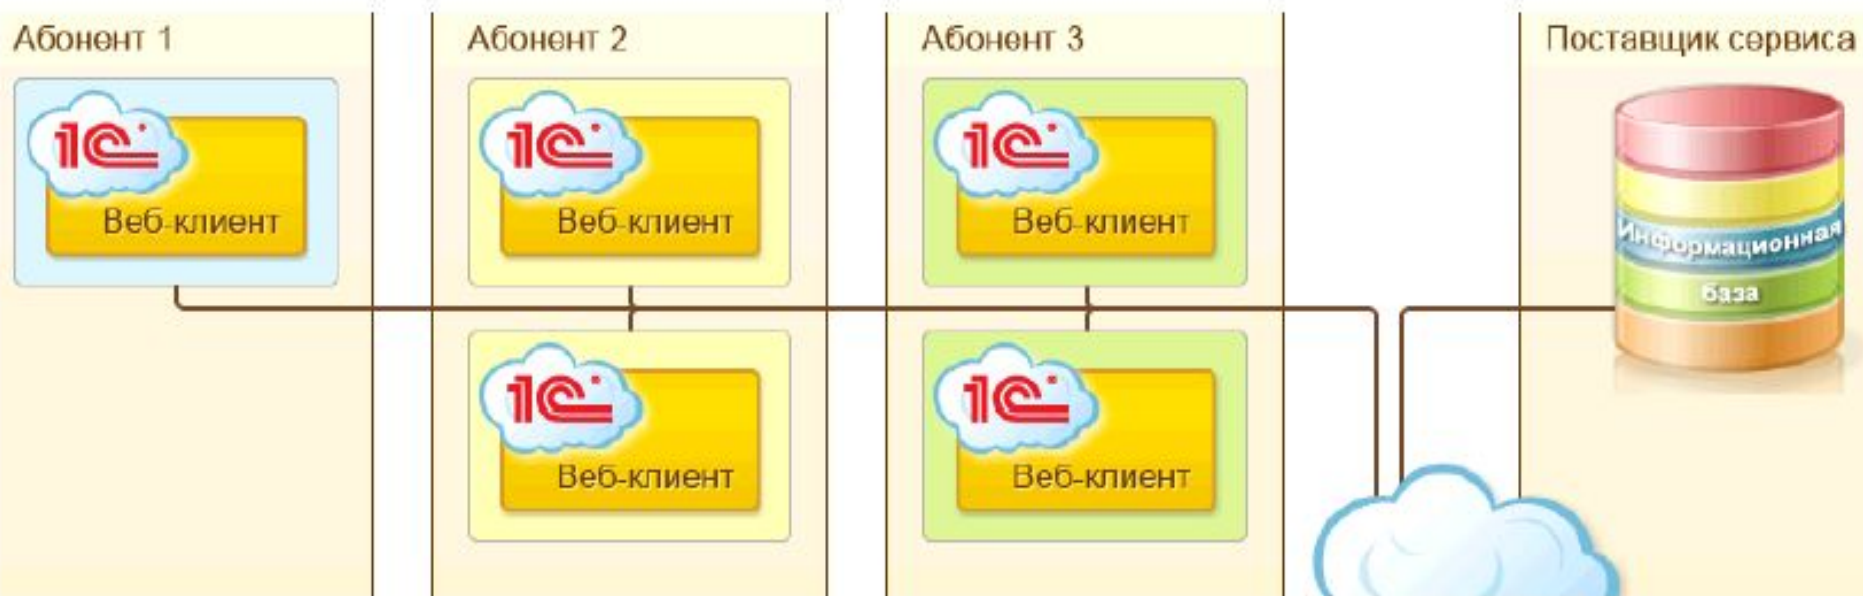 Абонент 1
Абонент 2
Абонент 3
Поставщик сервиса
1С
Веб-клиент
1С
Веб-клиент
1С
Веб-клиент
Информационная
база
1С
Веб-клиент
1С
Веб-клиент